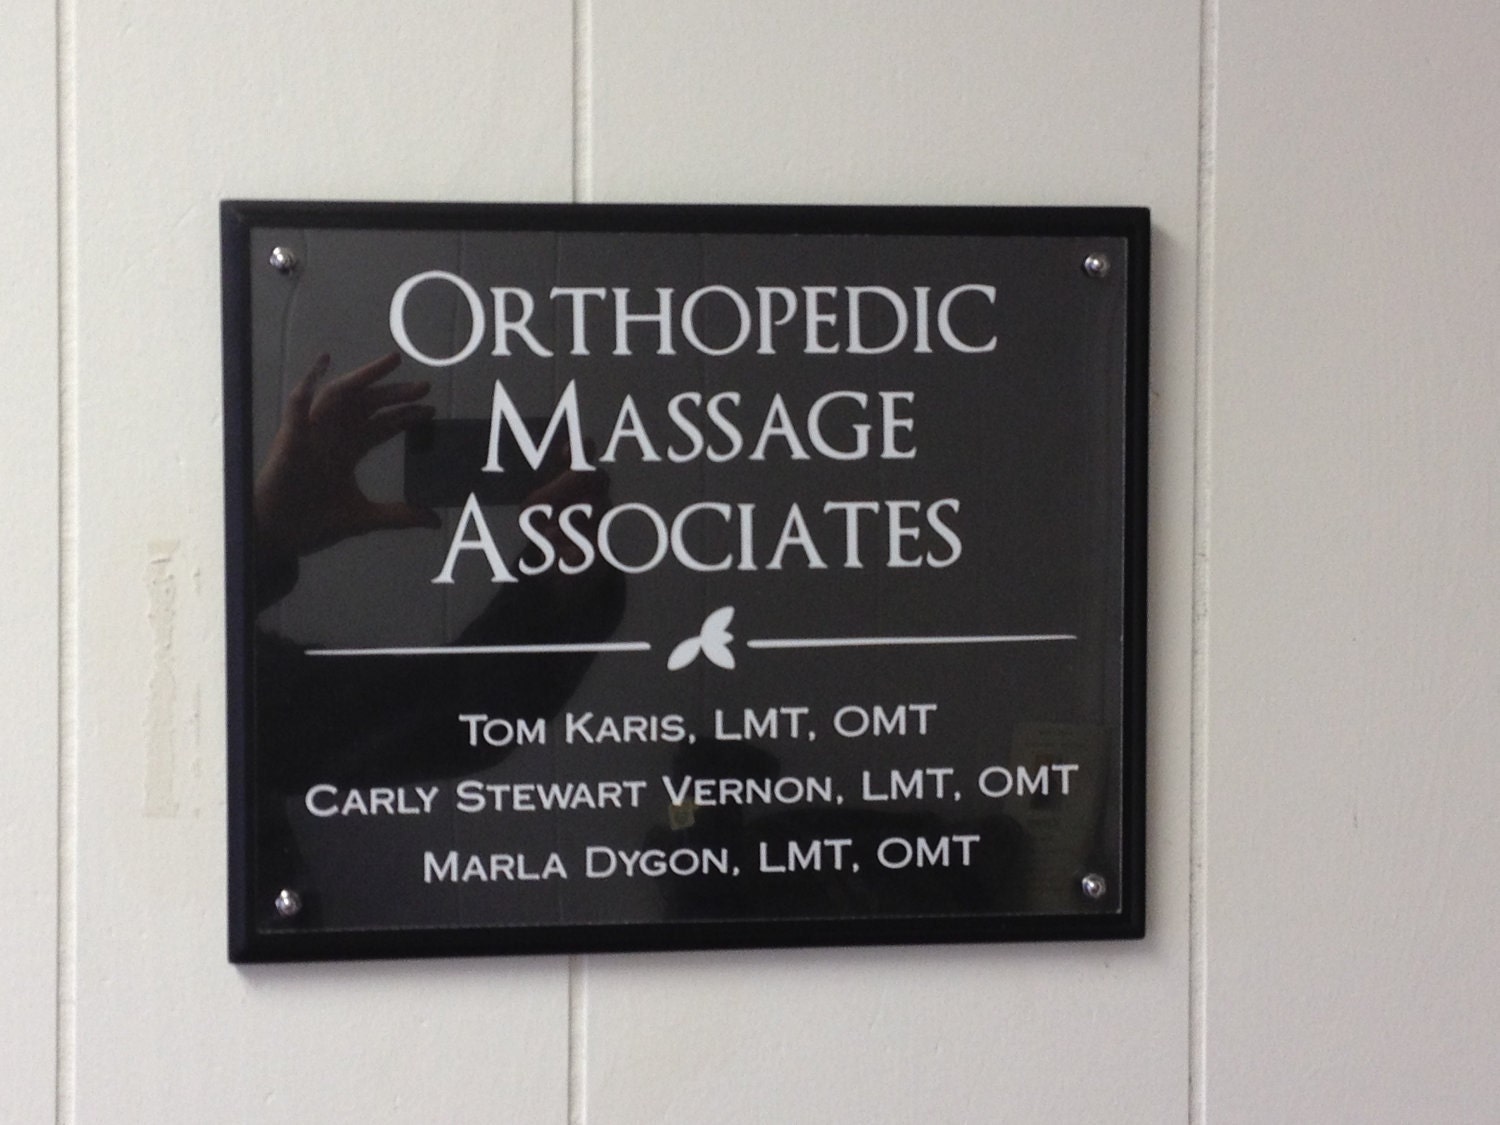 Orthopedic
Massage
Associates
Tom Karis, LMT, OMT
Carly Stewart Vernon, LMT, OMT
Marla Dygon, LMT, OMT